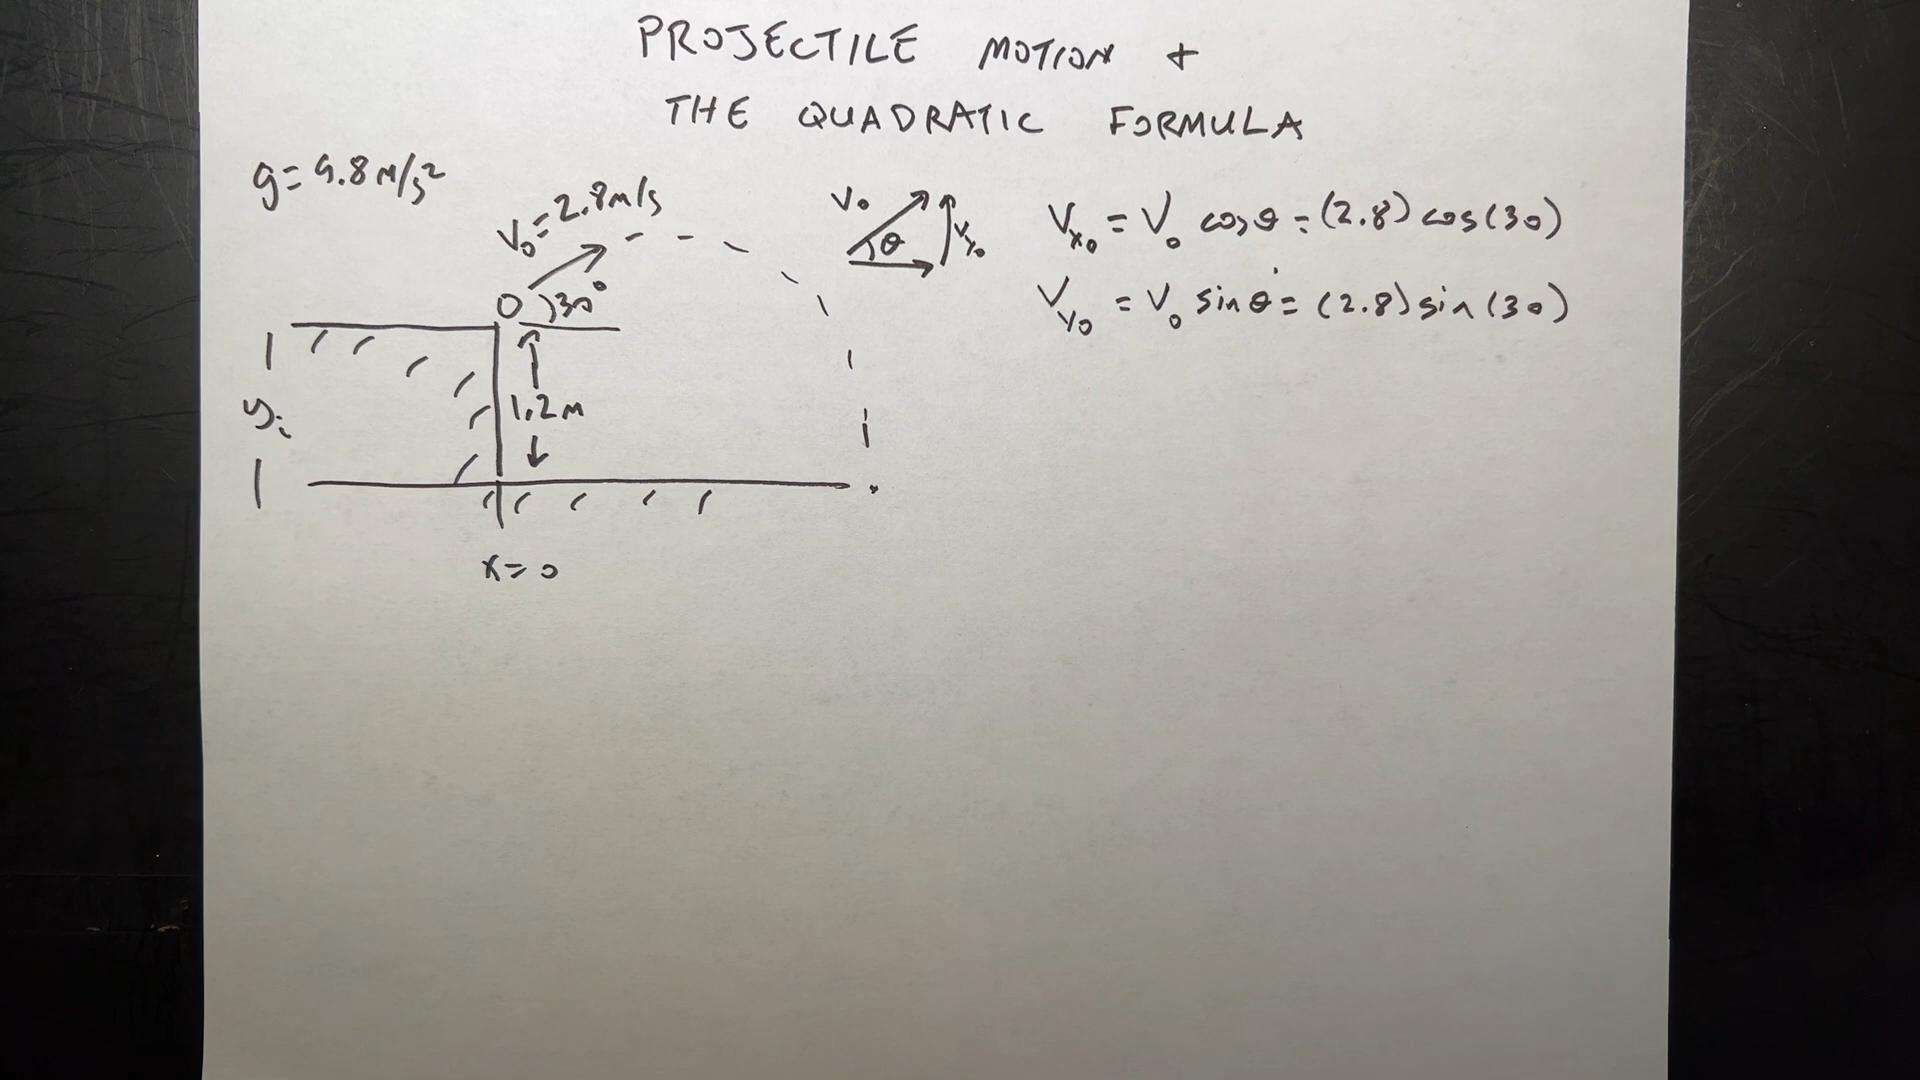 PROJECTILE MOTION +
THE QUADRATIC FORMULA
g = 9.8 m/s²
V₀ = 2.8 m/s
30°
1.2 m
yᵢ
x = 0
V₀
θ
Vy₀
Vx₀ = V₀ cos θ = (2.8) cos (30)
Vy₀ = V₀ sin θ = (2.8) sin (30)